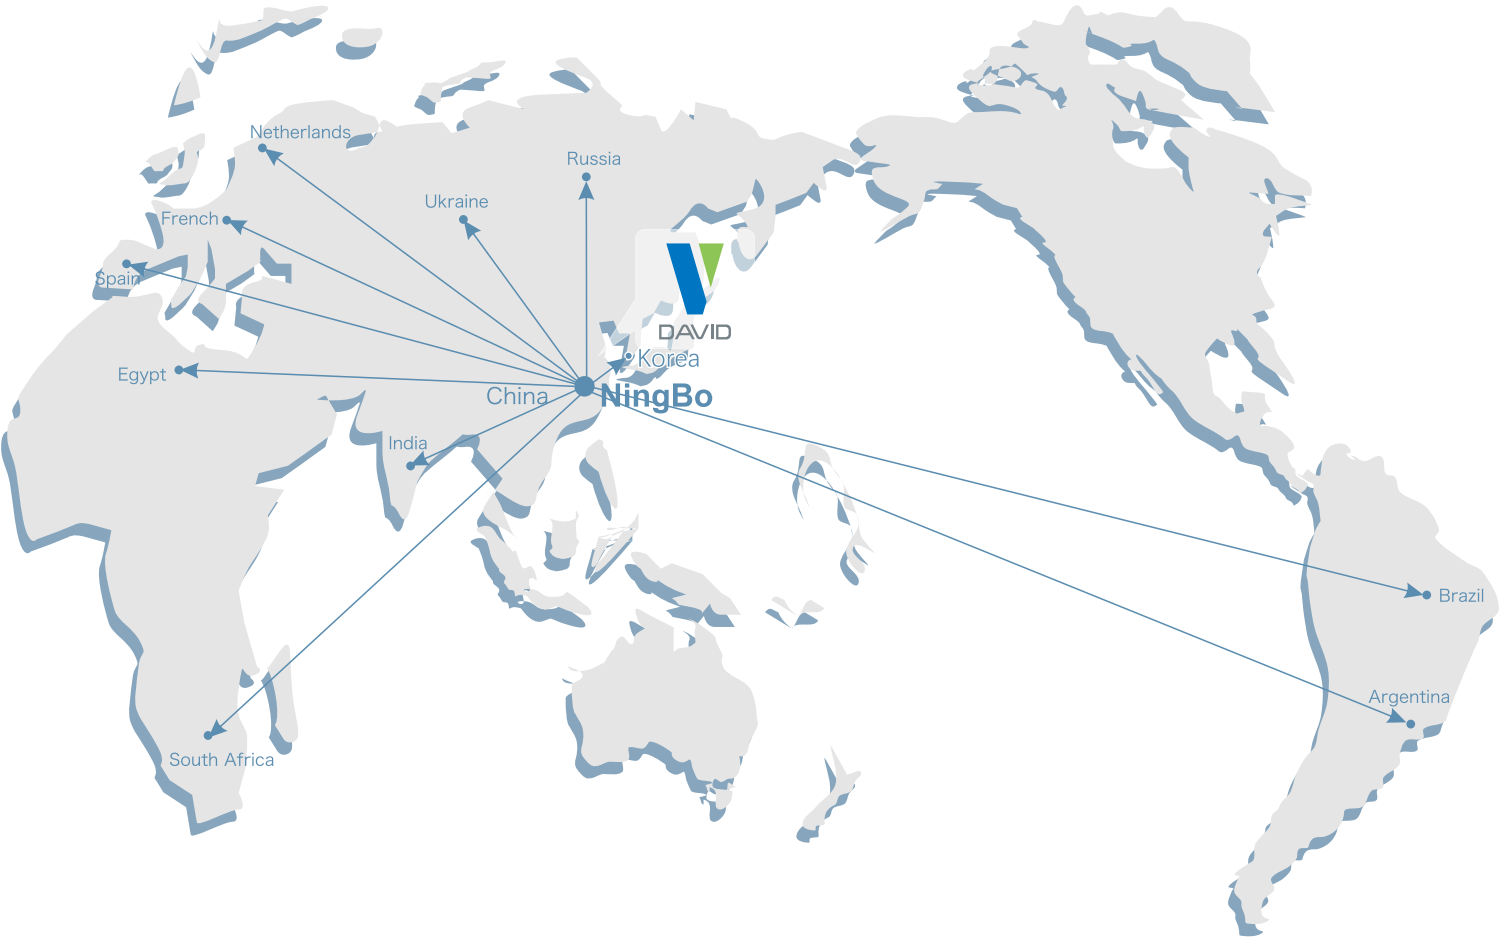 Netherlands
Russia
Ukraine
French
Spain
DAVID
Korea
Egypt
China
NingBo
India
Brazil
Argentina
South Africa